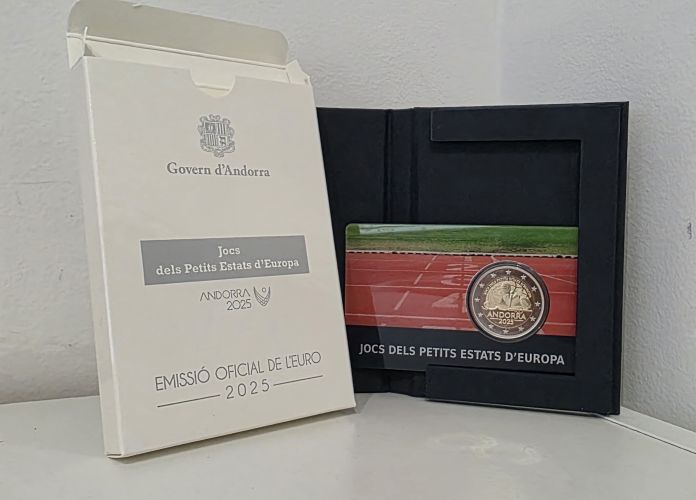 Govern d'Andorra
Jocs
dels Petits Estats d'Europa
ANDORRA
2025
EMISSIÓ OFICIAL DE L'EURO
2025
ANDORRA
2025
JOCS DELS PETITS ESTATS D'EUROPA